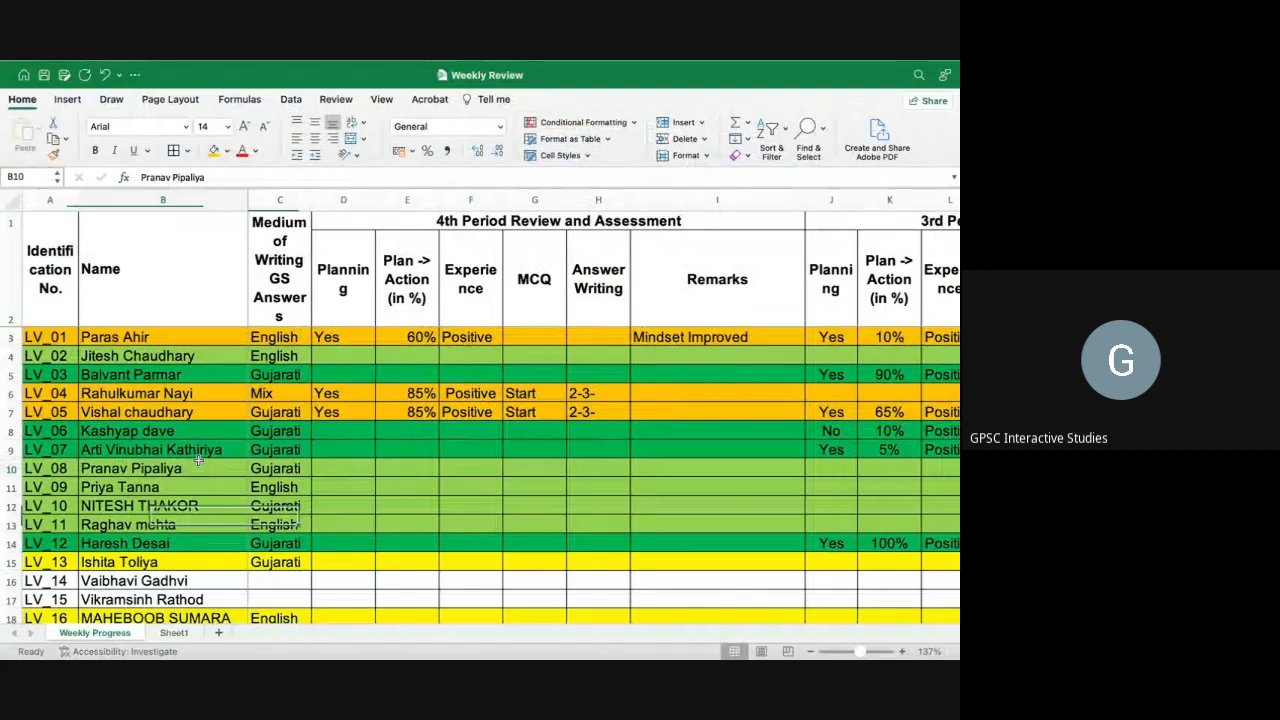 Weekly Review
Home Insert Draw Page Layout Formulas Data Review View Acrobat Tell me Share
Paste Arial 14 General Conditional Formatting Format as Table Cell Styles Insert Delete Format Sort & Filter Find & Select Create and Share Adobe PDF
B10 fx Pranav Pipaliya
A B C D E F G H I J K L
1 4th Period Review and Assessment 3rd Pe
2 Identifi cation No. Name Medium of Writing GS Answer s Plannin g Plan -> Action (in %) Experie nce MCQ Answer Writing Remarks Planni ng Plan -> Action (in %) Expe nce
3 LV_01 Paras Ahir English Yes 60% Positive Mindset Improved Yes 10% Positi
4 LV_02 Jitesh Chaudhary English
5 LV_03 Balvant Parmar Gujarati Yes 90% Positi
6 LV_04 Rahulkumar Nayi Mix Yes 85% Positive Start 2-3-
7 LV_05 Vishal chaudhary Gujarati Yes 85% Positive Start 2-3- Yes 65% Positi
8 LV_06 Kashyap dave Gujarati No 10% Positi
9 LV_07 Arti Vinubhai Kathiriya Gujarati Yes 5% Positi
10 LV_08 Pranav Pipaliya Gujarati
11 LV_09 Priya Tanna English
12 LV_10 NITESH THAKOR Gujarati
13 LV_11 Raghav mehta English
14 LV_12 Haresh Desai Gujarati Yes 100% Positi
15 LV_13 Ishita Toliya Gujarati
16 LV_14 Vaibhavi Gadhvi
17 LV_15 Vikramsinh Rathod
18 LV_16 MAHEBOOB SUMARA English
Weekly Progress Sheet1
Ready Accessibility: Investigate 137%
G
GPSC Interactive Studies